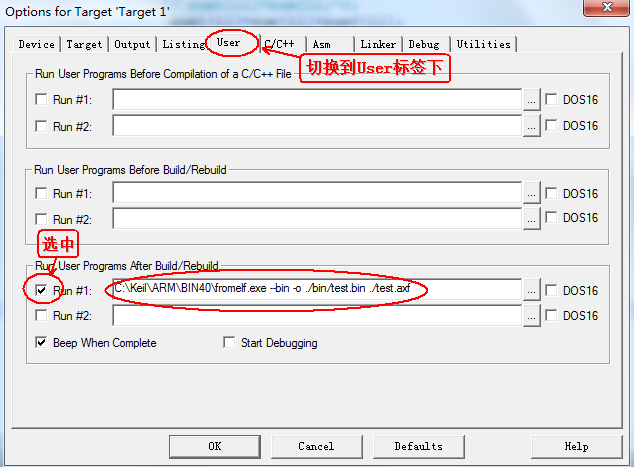 Options for Target 'Target 1'
Device Target Output Listing User C/C++ Asm Linker Debug Utilities
切换到User标签下
Run User Programs Before Compilation of a C/C++ File
Run #1: ... DOS16
Run #2: ... DOS16
Run User Programs Before Build/Rebuild
Run #1: ... DOS16
Run #2: ... DOS16
选中
Run User Programs After Build/Rebuild
Run #1: C:\Keil\ARM\BIN40\fromelf.exe --bin -o ./bin/test.bin ./test.axf ... DOS16
Run #2: ... DOS16
Beep When Complete Start Debugging
OK Cancel Defaults Help